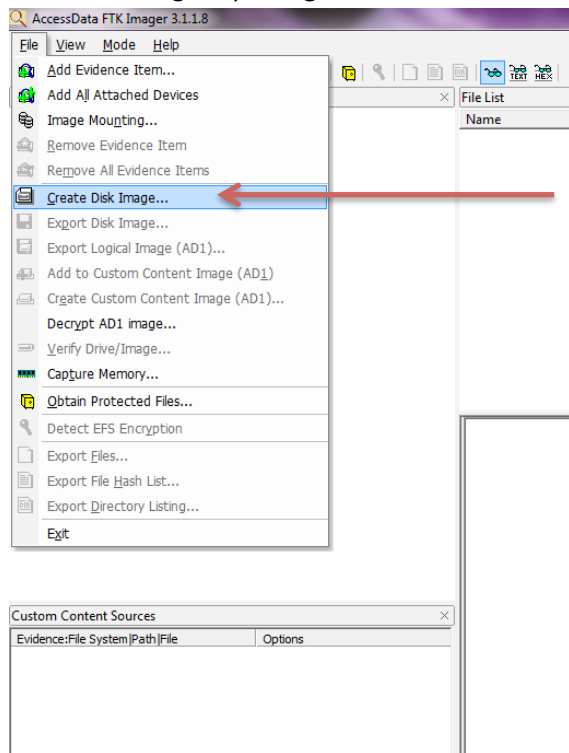 AccessData FTK Imager 3.1.1.8
File View Mode Help
TEXT HEX
Add Evidence Item...
Add All Attached Devices
Image Mounting...
Remove Evidence Item
Remove All Evidence Items
Create Disk Image...
Export Disk Image...
Export Logical Image (AD1)...
Add to Custom Content Image (AD1)
Create Custom Content Image (AD1)...
Decrypt AD1 image...
Verify Drive/Image...
Capture Memory...
Obtain Protected Files...
Detect EFS Encryption
Export Files...
Export File Hash List...
Export Directory Listing...
Exit
File List
Name
Custom Content Sources
Evidence:File System|Path|File Options